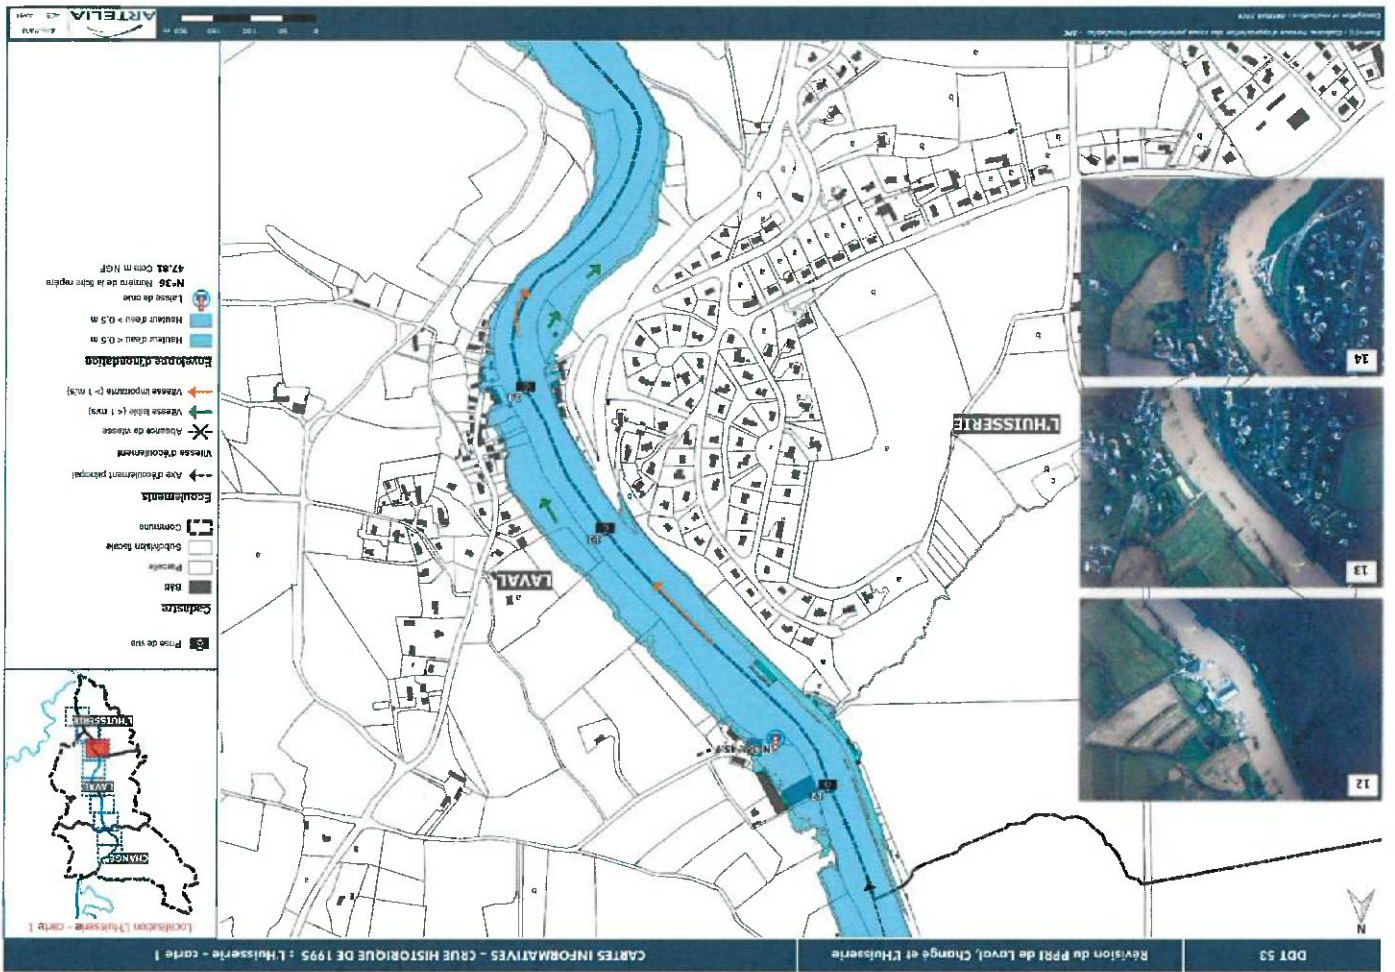 DDT 53
Révision du PPRI de Laval, Changé et L'Huisserie
CARTES INFORMATIVES - CRUE HISTORIQUE DE 1995 : L'Huisserie - carte 1
N
Localisation L'Huisserie - carte 1
CHANGÉ
LAVAL
L'HUISSERIE
Prise de vue
Cadastre
Bâti
Parcelle
Subdivision fiscale
Commune
Ecoulements
Axe d'écoulement principal
Vitesse d'écoulement
Absence de vitesse
Vitesse faible (< 1 m/s)
Vitesse importante (> 1 m/s)
Enveloppe d'inondation
Hauteur d'eau < 0.5 m
Hauteur d'eau > 0.5 m
Laisse de crue
N°36 Numéro de la fiche repère
47.81 Cote m NGF
12
13
14
LAVAL
L'HUISSERIE
12
13
ARTELIA